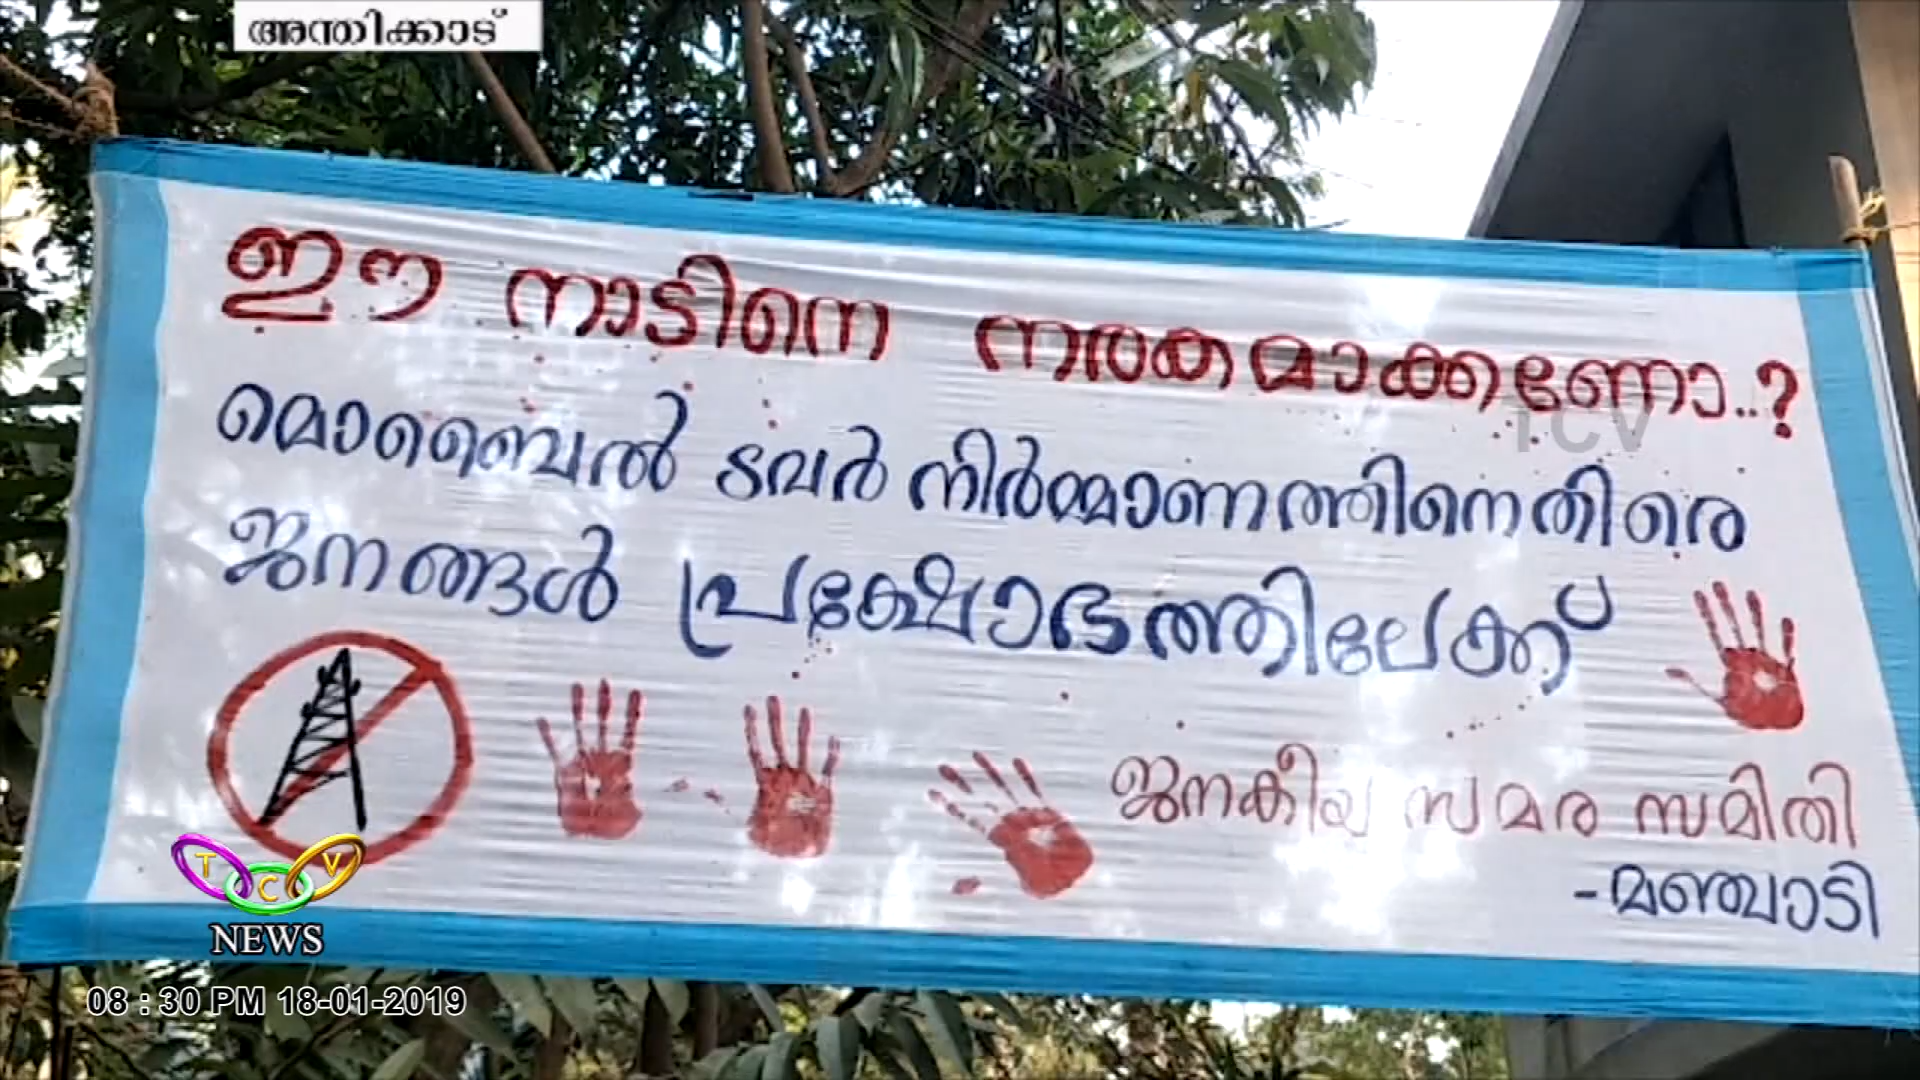 അന്തിക്കാട്
ഈ നാടിനെ നരകമാക്കണോ..?
TCV
മൊബൈൽ ടവർ നിർമ്മാണത്തിനെതിരെ
ജനങ്ങൾ പ്രക്ഷോഭത്തിലേക്ക്
ജനകീയ സമര സമിതി
-മഞ്ചാടി
TCV
NEWS
08 : 30 PM 18-01-2019